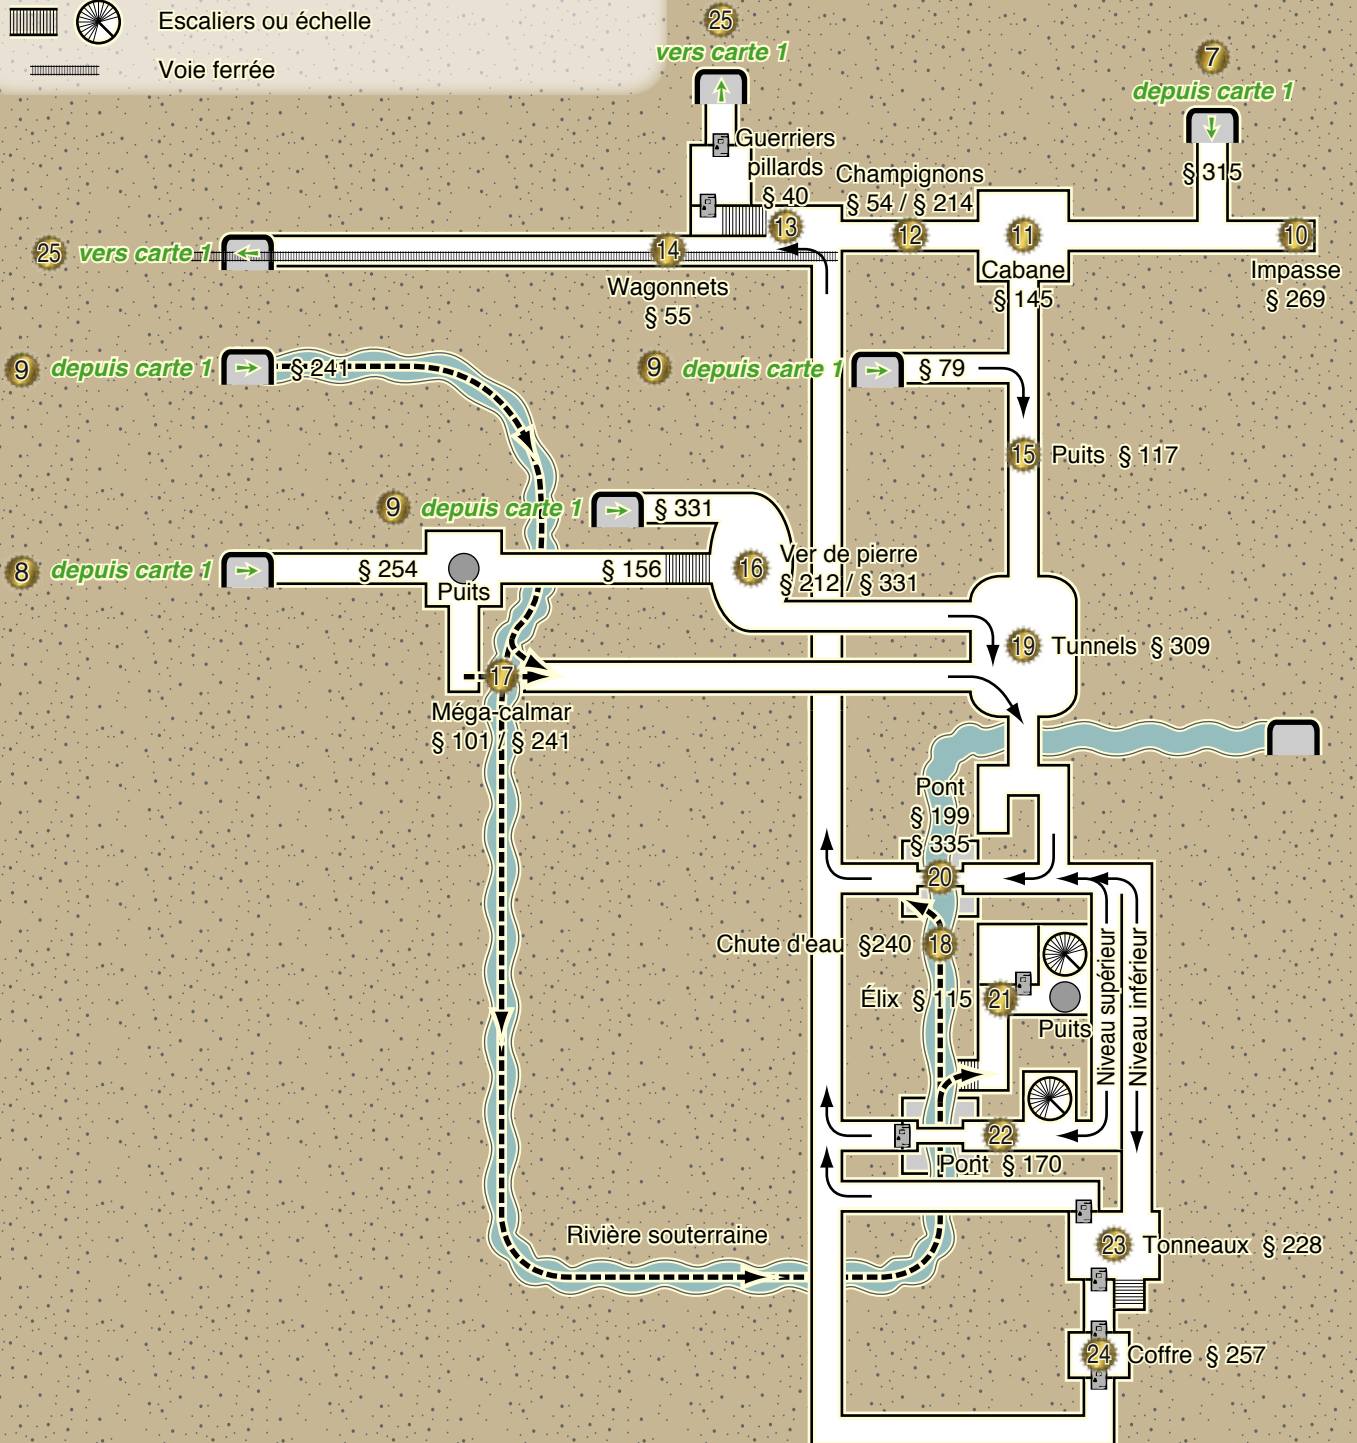 Escaliers ou échelle
Voie ferrée
25
vers carte 1
7
depuis carte 1
Guerriers
pillards
§ 40
Champignons
§ 54 / § 214
§ 315
13
12
11
10
25
vers carte 1
14
Wagonnets
§ 55
Cabane
§ 145
Impasse
§ 269
9
depuis carte 1
§ 241
9
depuis carte 1
§ 79
15
Puits § 117
9
depuis carte 1
§ 331
8
depuis carte 1
§ 254
Puits
§ 156
16
Ver de pierre
§ 212 / § 331
19
Tunnels § 309
17
Méga-calmar
§ 101 / § 241
Pont
§ 199
§ 335
20
Chute d'eau §240
18
Élix § 115
21
Puits
Niveau supérieur
Niveau inférieur
22
Pont § 170
Rivière souterraine
23
Tonneaux § 228
24
Coffre § 257